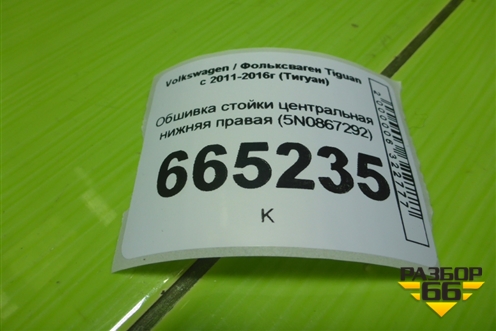 Volkswagen / Фольксваген Tiguan
с 2011-2016г (Тигуан)
Обшивка стойки центральная
нижняя правая (5N0867292)
665235
К
РАЗБОР
66